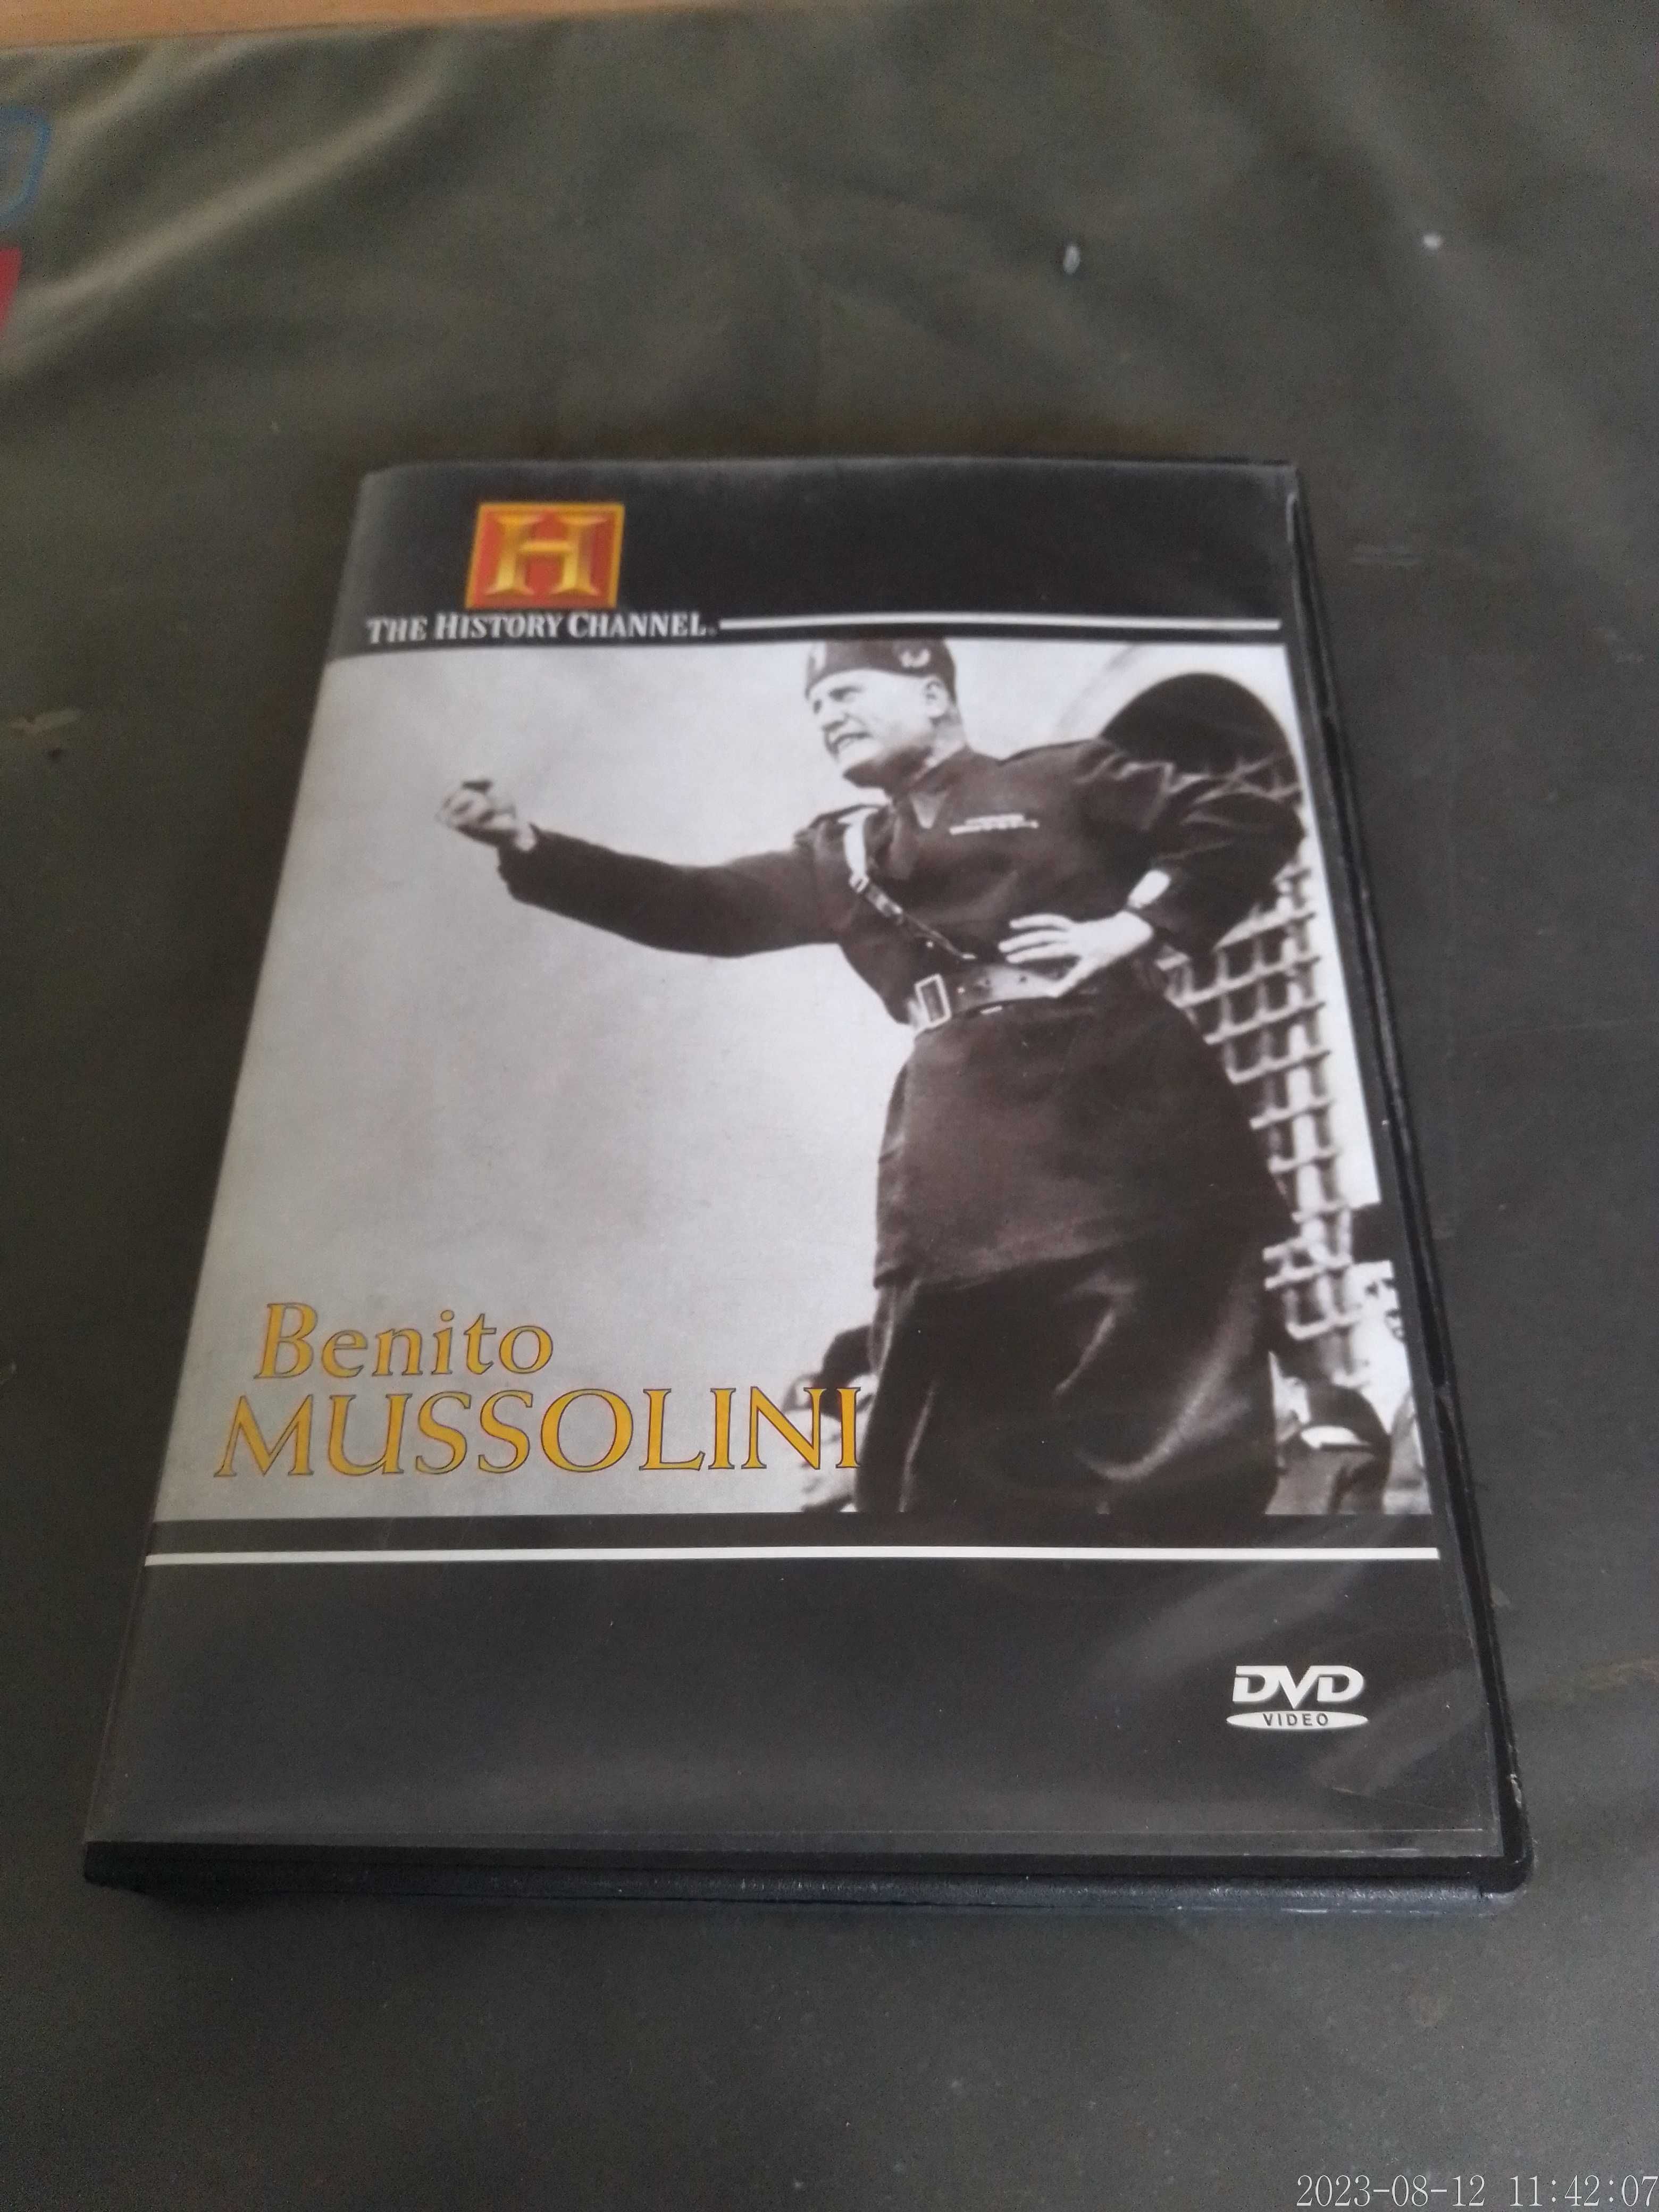 H
THE HISTORY CHANNEL.
Benito
MUSSOLINI
DVD
VIDEO
2023-08-12 11:42:07